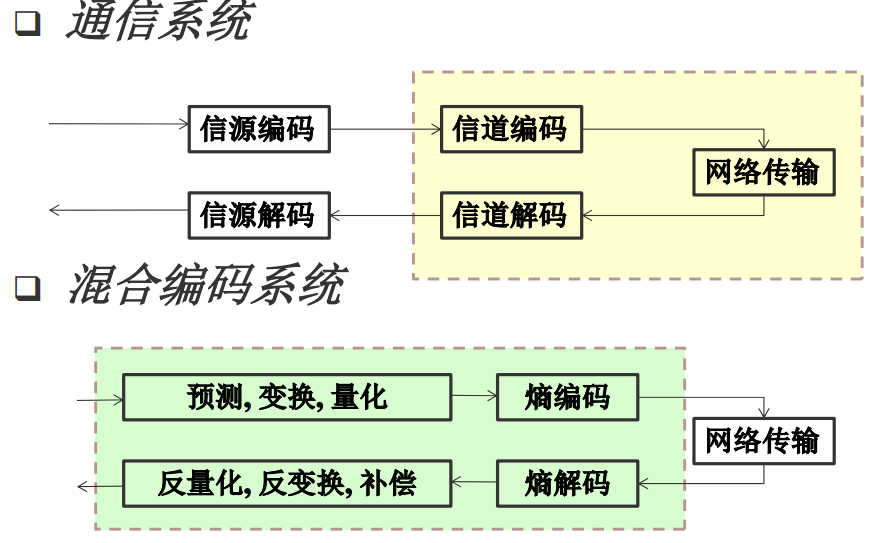 通信系统
信源编码
信道编码
网络传输
信源解码
信道解码
混合编码系统
预测, 变换, 量化
熵编码
网络传输
反量化, 反变换, 补偿
熵解码